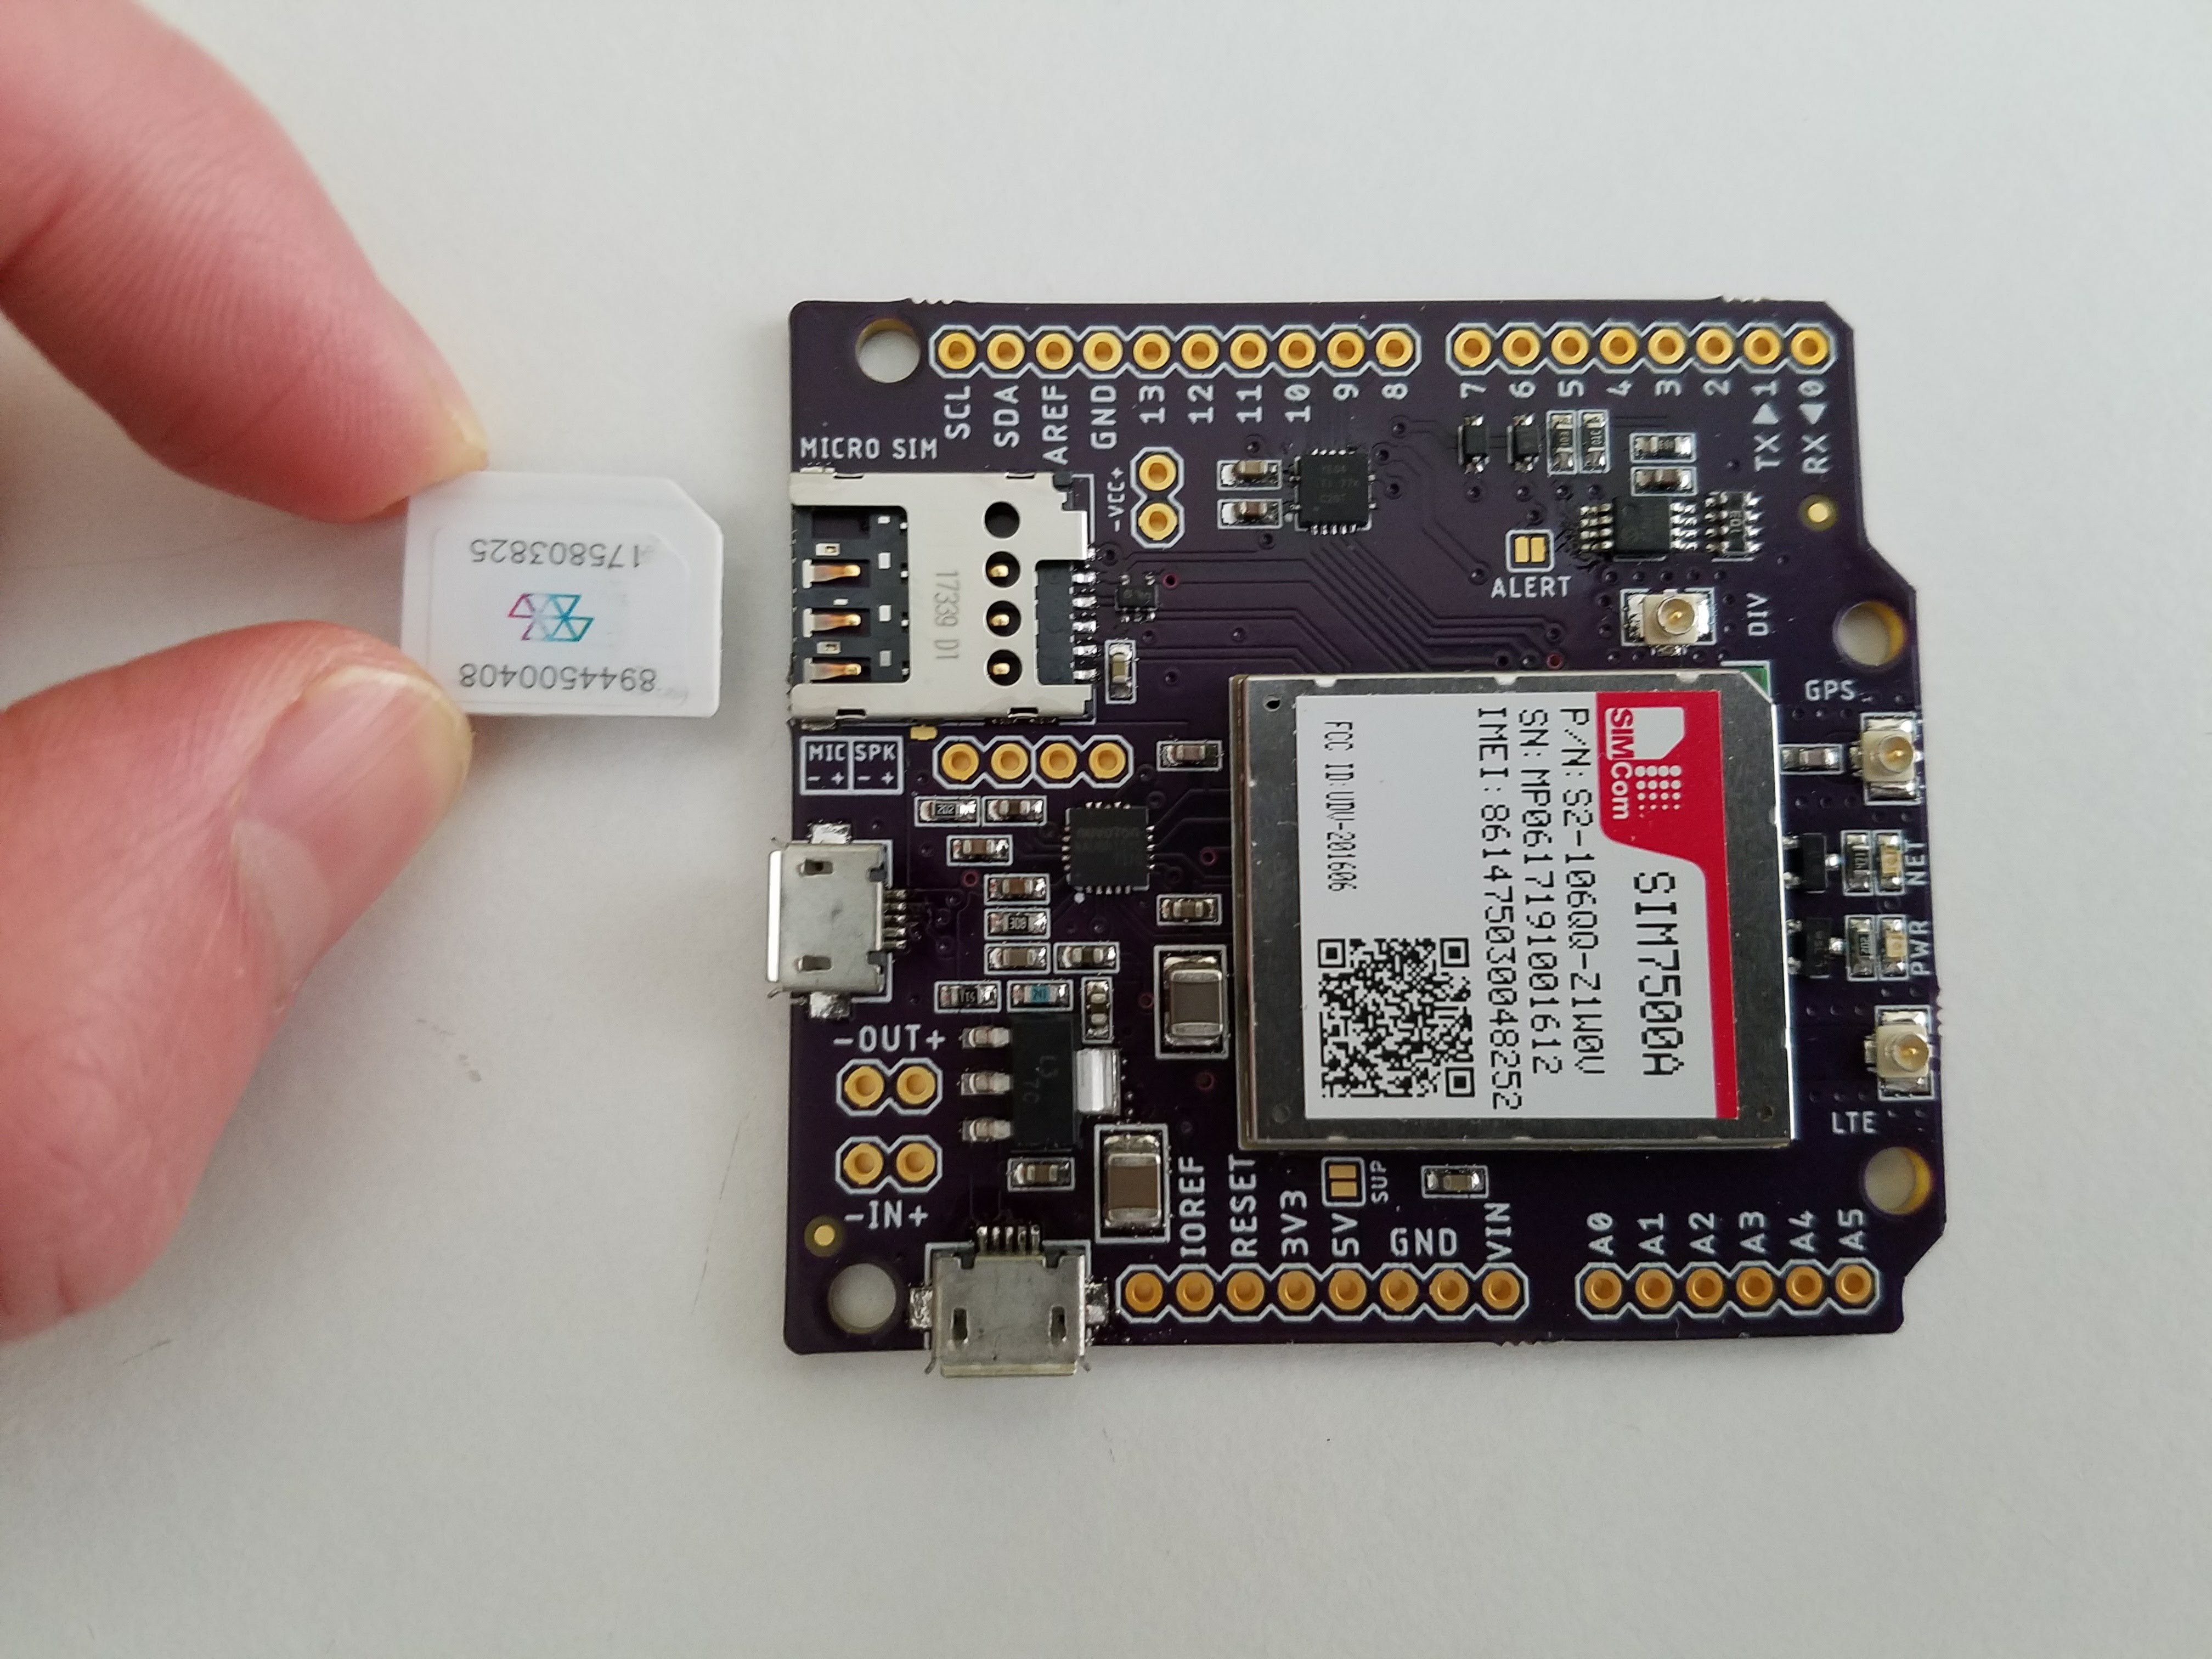 SCL
SDA
AREF
GND
13
12
11
10
9
8
7
6
5
4
3
2
TX▶1
RX◀0
MICRO SIM
-VCC+
8944500408
175803825
17339 D1
ALERT
DIV
GPS
MIC SPK
- + - +
SIMCom
SIM7500A
P/N:S2-106QQ-Z1W0V
SN:MP0617191001612
IMEI:861475030048252
FCC ID:UDV-201606
NET
PWR
LTE
-OUT+
-IN+
SUP
IOREF
RESET
3V3
5V
GND
VIN
A0
A1
A2
A3
A4
A5